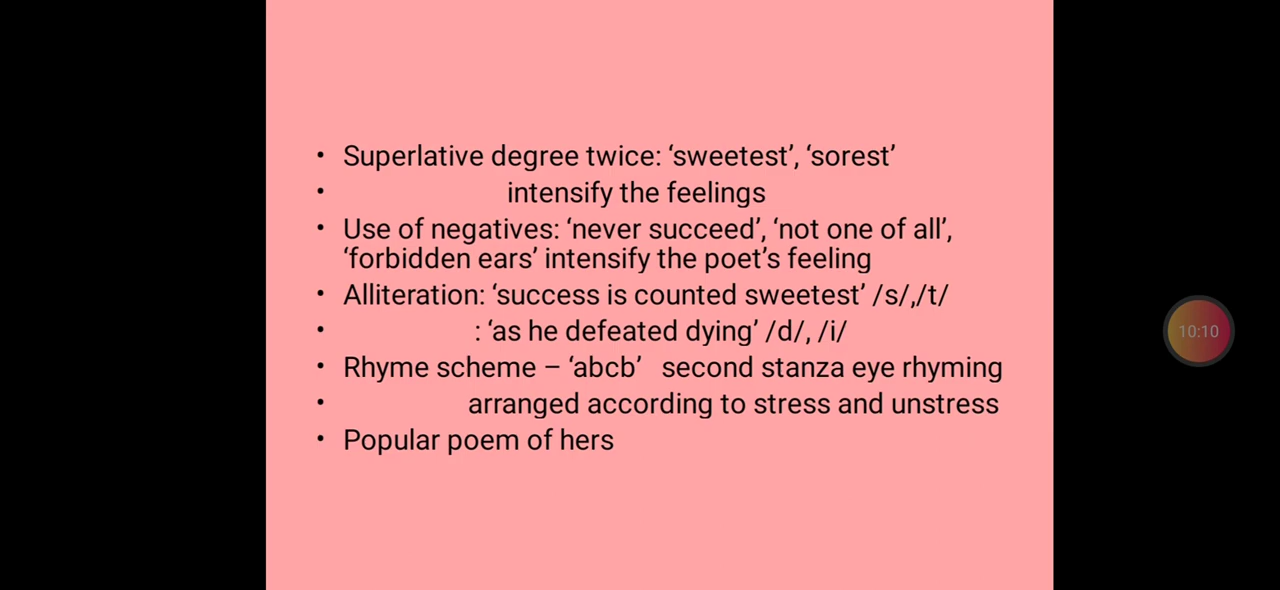 • Superlative degree twice: ‘sweetest’, ‘sorest’
• intensify the feelings
• Use of negatives: ‘never succeed’, ‘not one of all’,
‘forbidden ears’ intensify the poet’s feeling
• Alliteration: ‘success is counted sweetest’ /s/,/t/
• : ‘as he defeated dying’ /d/, /i/
• Rhyme scheme – ‘abcb’ second stanza eye rhyming
• arranged according to stress and unstress
• Popular poem of hers
10:10